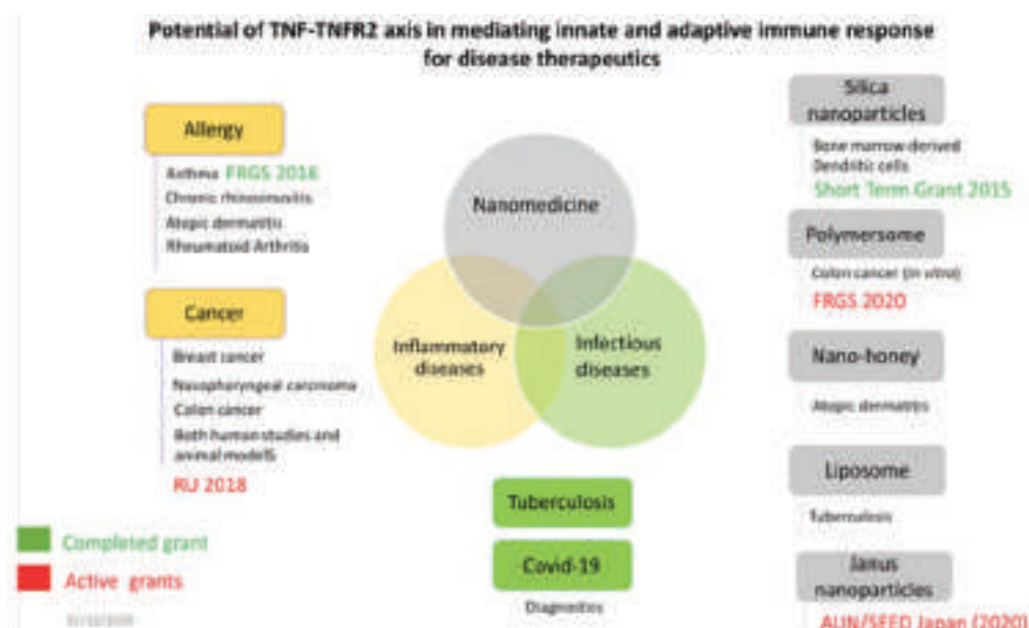 Potential of TNF-TNFR2 axis in mediating innate and adaptive immune response
for disease therapeutics
Allergy
Asthma FRGS 2016
Chronic rhinosinusitis
Atopic dermatitis
Rheumatoid Arthritis
Cancer
Breast cancer
Nasopharyngeal carcinoma
Colon cancer
Both human studies and
animal models
RU 2018
Completed grant
Active grants
Nanomedicine
Inflammatory
diseases
Infectious
diseases
Tuberculosis
Covid-19
Diagnostics
Silica
nanoparticles
Bone marrow derived
Dendritic cells
Short Term Grant 2015
Polymersome
Colon cancer (in vitro)
FRGS 2020
Nano-honey
Atopic dermatitis
Liposome
Tuberculosis
Janus
nanoparticles
AUN/SEED Japan (2020)